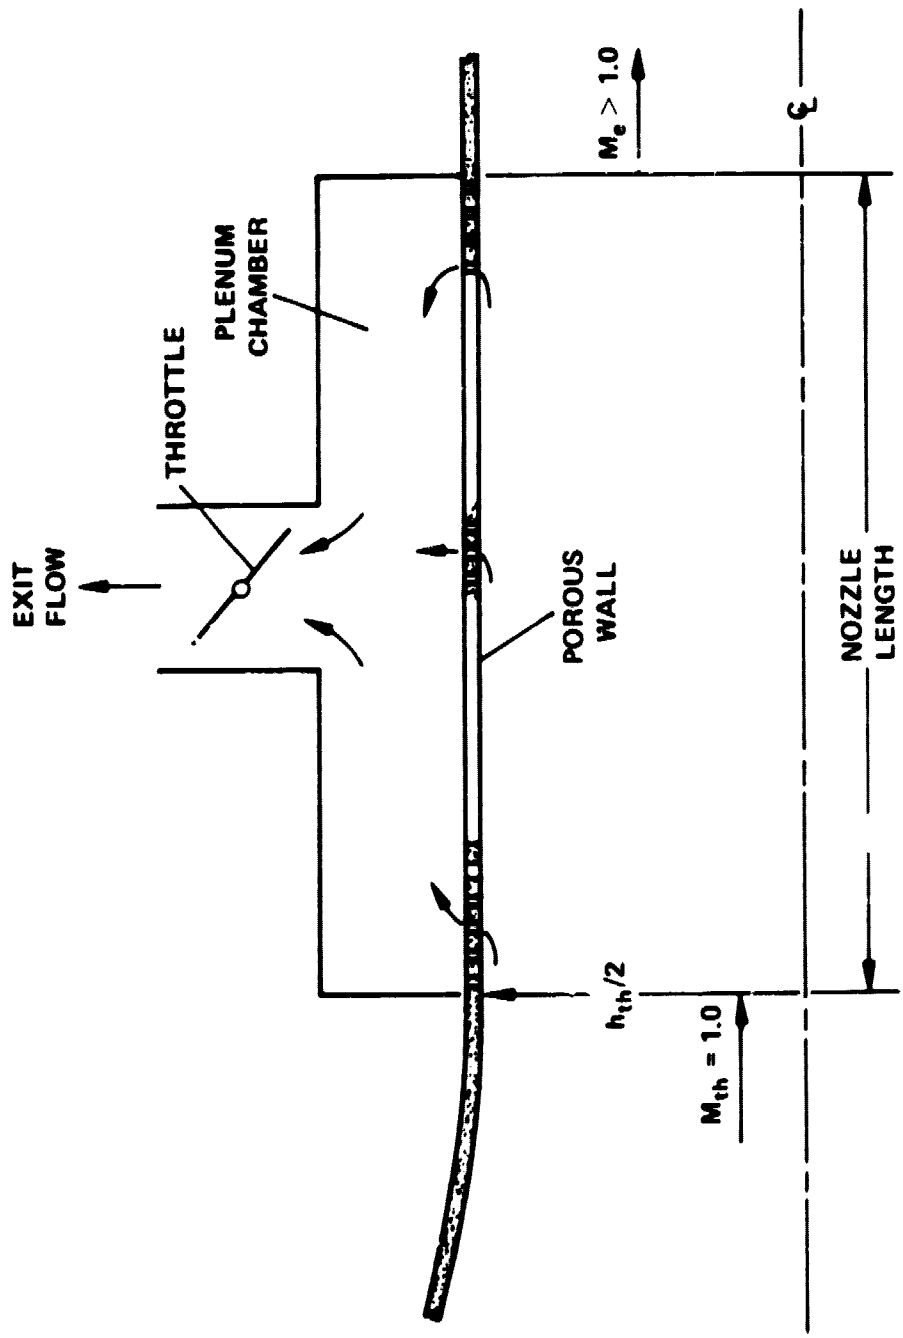 EXIT
FLOW
THROTTLE
PLENUM
CHAMBER
POROUS
WALL
h_th/2
M_th = 1.0
M_e > 1.0
℄
NOZZLE
LENGTH